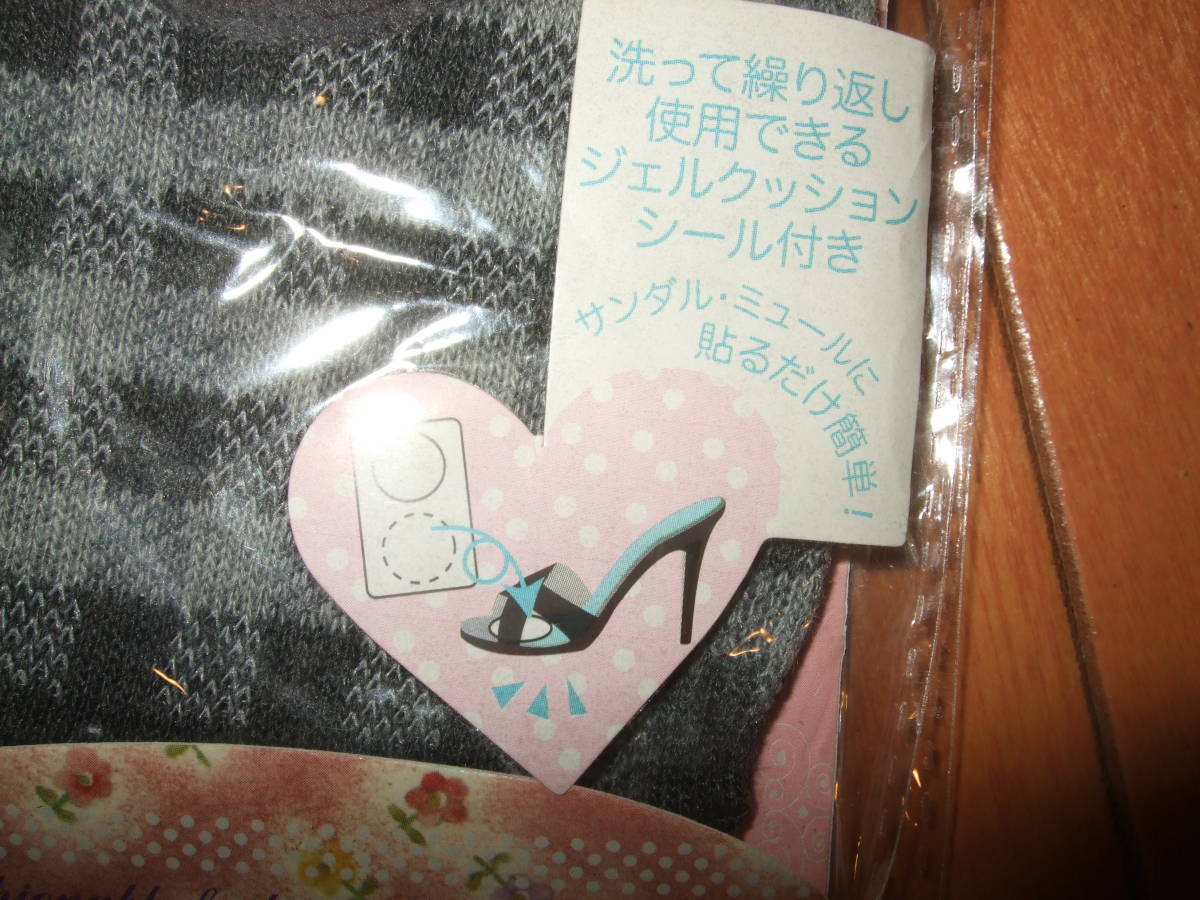 洗って繰り返し
使用できる
ジェルクッション
シール付き
サンダル・ミュールに
貼るだけ簡単!